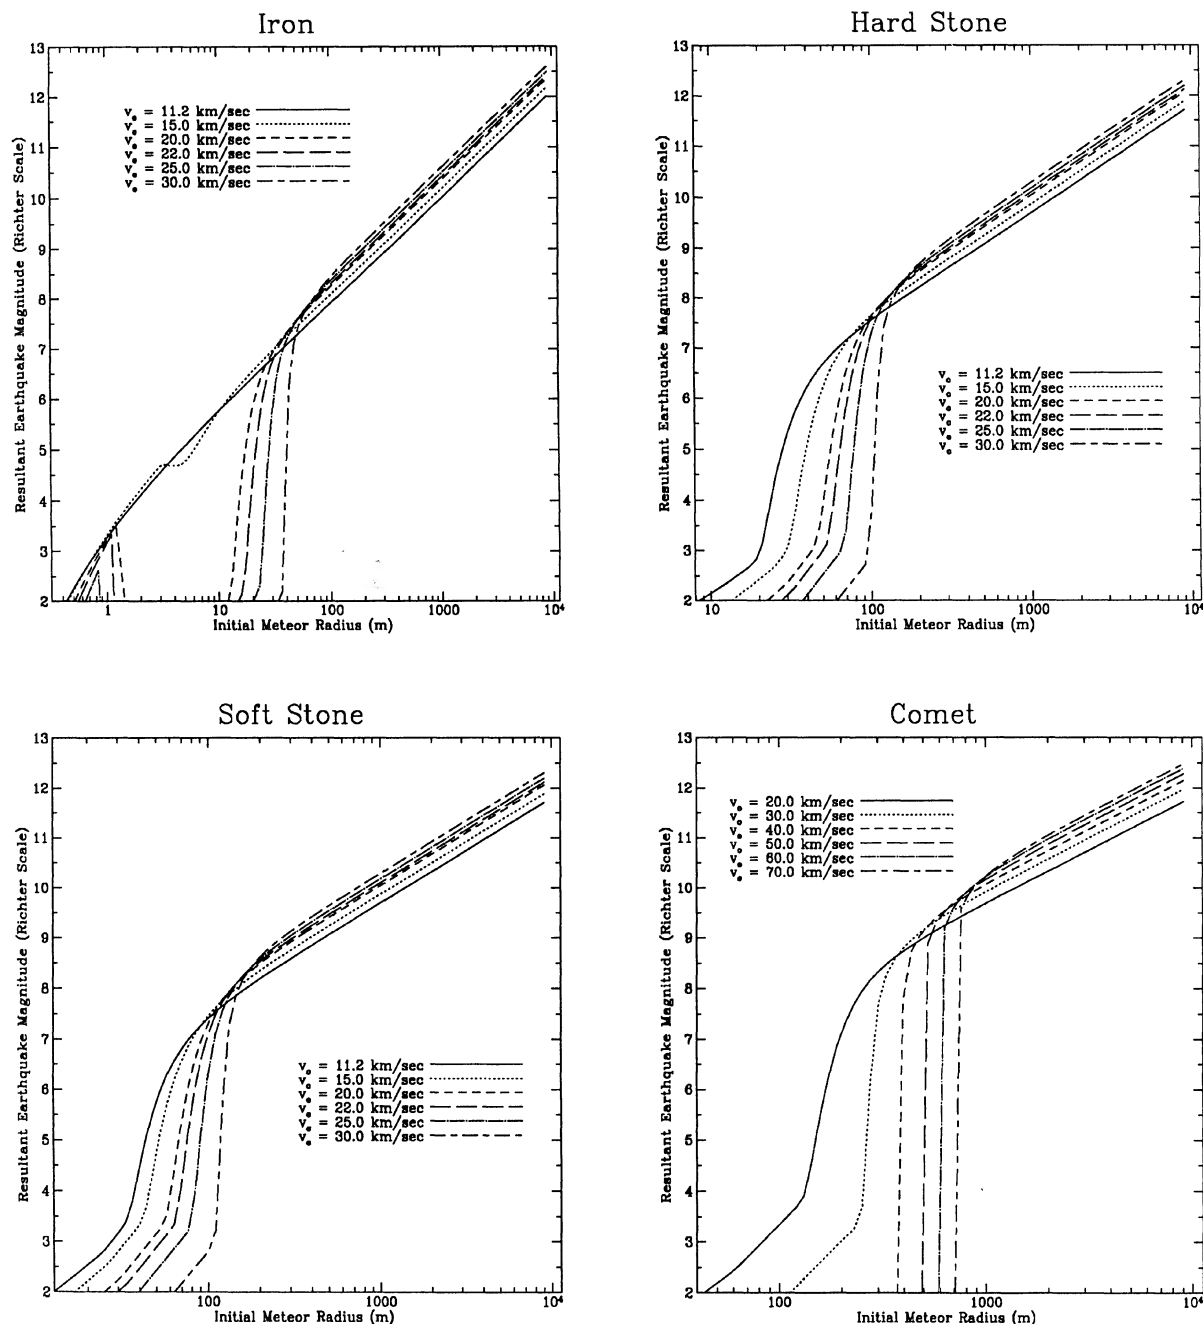 Iron
13
12
11
10
9
8
7
6
5
4
3
2
1
10
100
1000
10⁴
Resultant Earthquake Magnitude (Richter Scale)
Initial Meteor Radius (m)
vₒ = 11.2 km/sec
vₒ = 15.0 km/sec
vₒ = 20.0 km/sec
vₒ = 22.0 km/sec
vₒ = 25.0 km/sec
vₒ = 30.0 km/sec
Hard Stone
13
12
11
10
9
8
7
6
5
4
3
2
10
100
1000
10⁴
Resultant Earthquake Magnitude (Richter Scale)
Initial Meteor Radius (m)
vₒ = 11.2 km/sec
vₒ = 15.0 km/sec
vₒ = 20.0 km/sec
vₒ = 22.0 km/sec
vₒ = 25.0 km/sec
vₒ = 30.0 km/sec
Soft Stone
13
12
11
10
9
8
7
6
5
4
3
2
100
1000
10⁴
Resultant Earthquake Magnitude (Richter Scale)
Initial Meteor Radius (m)
vₒ = 11.2 km/sec
vₒ = 15.0 km/sec
vₒ = 20.0 km/sec
vₒ = 22.0 km/sec
vₒ = 25.0 km/sec
vₒ = 30.0 km/sec
Comet
13
12
11
10
9
8
7
6
5
4
3
2
100
1000
10⁴
Resultant Earthquake Magnitude (Richter Scale)
Initial Meteor Radius (m)
vₒ = 20.0 km/sec
vₒ = 30.0 km/sec
vₒ = 40.0 km/sec
vₒ = 50.0 km/sec
vₒ = 60.0 km/sec
vₒ = 70.0 km/sec